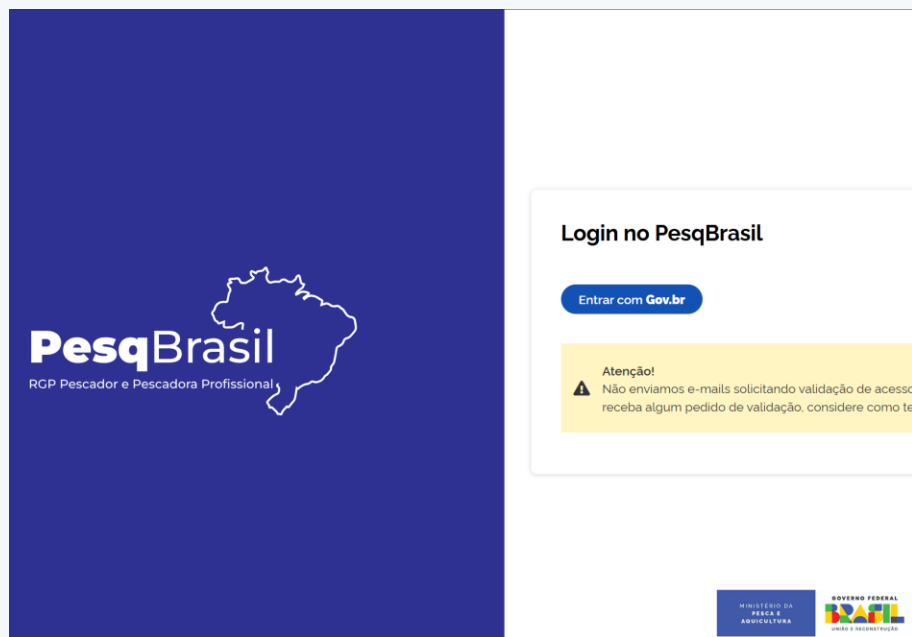 PesqBrasil
RGP Pescador e Pescadora Profissional
Login no PesqBrasil
Entrar com Gov.br
Atenção!
Não enviamos e-mails solicitando validação de acesso
receba algum pedido de validação, considere como te
MINISTÉRIO DA
PESCA E
AQUICULTURA
GOVERNO FEDERAL
BRASIL
UNIÃO E RECONSTRUÇÃO